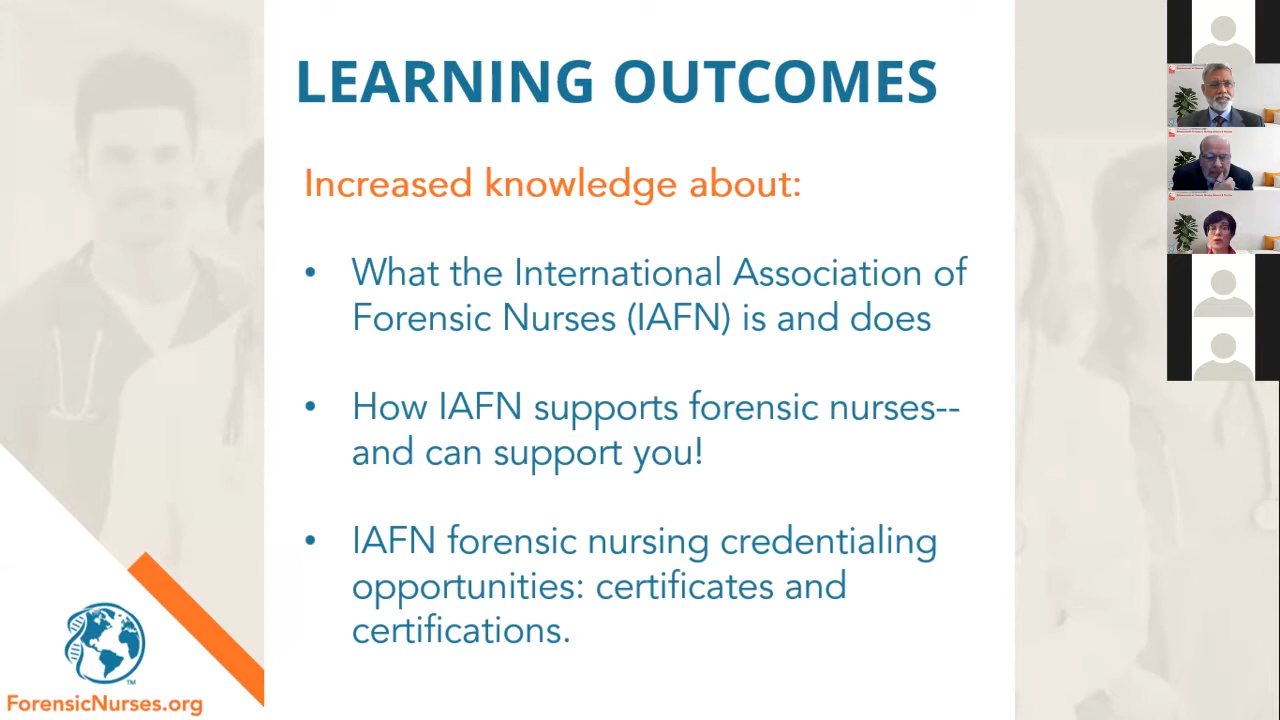 LEARNING OUTCOMES
Increased knowledge about:
• What the International Association of
Forensic Nurses (IAFN) is and does
• How IAFN supports forensic nurses--
and can support you!
• IAFN forensic nursing credentialing
opportunities: certificates and
certifications.
TM
ForensicNurses.org